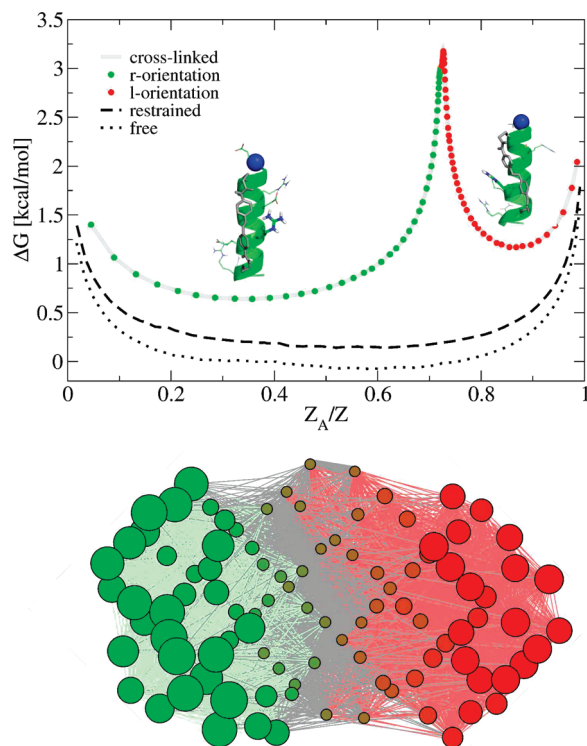 3.5
3
2.5
2
1.5
1
0.5
0
ΔG [kcal/mol]
cross-linked
r-orientation
l-orientation
restrained
free
0 0.2 0.4 0.6 0.8 1
Z_A/Z